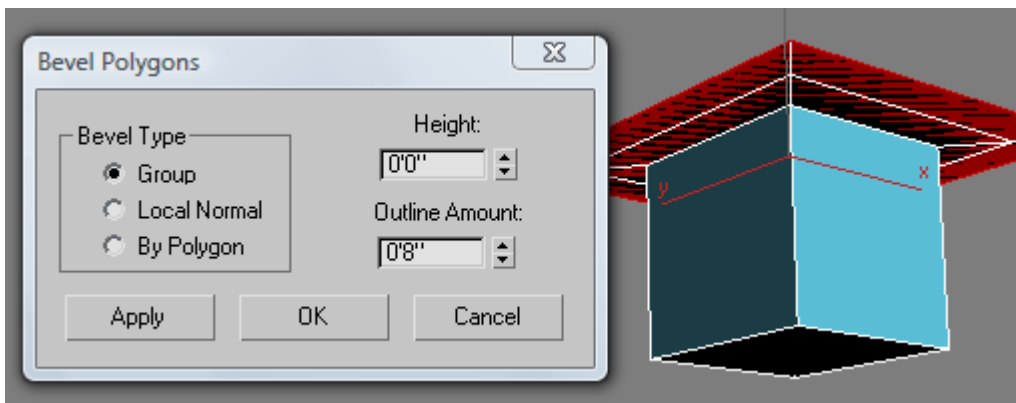 Bevel Polygons
Bevel Type
Group
Local Normal
By Polygon
Height:
0'0"
Outline Amount:
0'8"
Apply
OK
Cancel
y
x